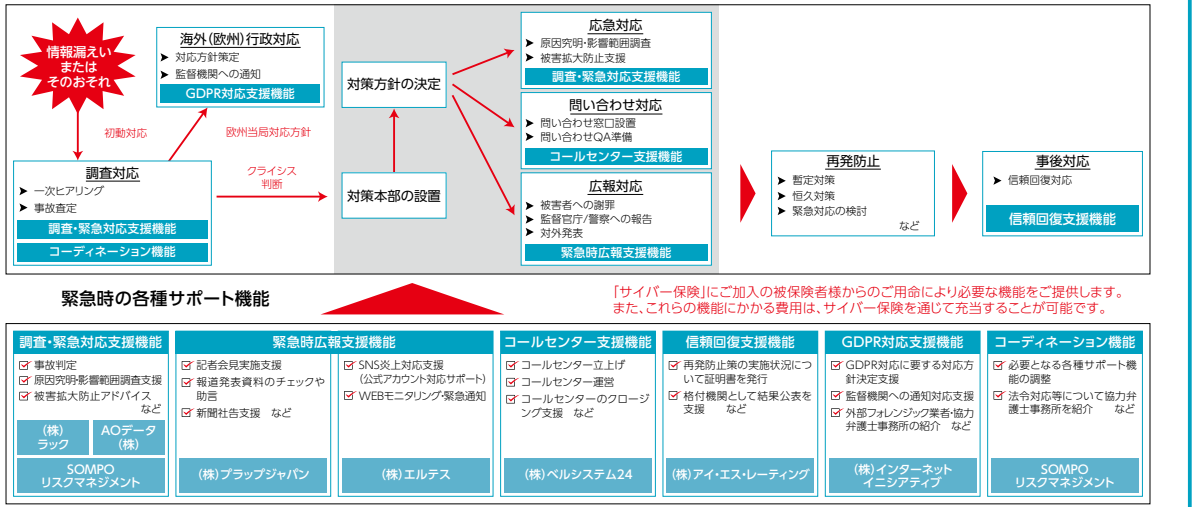 情報漏えい
または
そのおそれ
海外(欧州)行政対応
➤ 対応方針策定
➤ 監督機関への通知
GDPR対応支援機能
初動対応
欧州当局対応方針
調査対応
➤ 一次ヒアリング
➤ 事故査定
調査・緊急対応支援機能
コーディネーション機能
クライシス
判断
対策方針の決定
対策本部の設置
応急対応
➤ 原因究明・影響範囲調査
➤ 被害拡大防止支援
調査・緊急対応支援機能
問い合わせ対応
➤ 問い合わせ窓口設置
➤ 問い合わせQA準備
コールセンター支援機能
広報対応
➤ 被害者への謝罪
➤ 監督官庁/警察への報告
➤ 対外発表
緊急時広報支援機能
再発防止
➤ 暫定対策
➤ 恒久対策
➤ 緊急対応の検討
など
事後対応
➤ 信頼回復対応
信頼回復支援機能
緊急時の各種サポート機能
「サイバー保険」にご加入の被保険者様からのご用命により必要な機能をご提供します。
また、これらの機能にかかる費用は、サイバー保険を通じて充当することが可能です。
調査・緊急対応支援機能
事故判定
原因究明・影響範囲調査支援
被害拡大防止アドバイス
など
(株)
ラック
AOデータ
(株)
SOMPO
リスクマネジメント
緊急時広報支援機能
記者会見実施支援
報道発表資料のチェックや
助言
新聞社告支援 など
(株)プラップジャパン
SNS炎上対応支援
(公式アカウント対応サポート)
WEBモニタリング・緊急通知
(株)エルテス
コールセンター支援機能
コールセンター立上げ
コールセンター運営
コールセンターのクロージ
ング支援 など
(株)ベルシステム24
信頼回復支援機能
再発防止策の実施状況につ
いて証明書を発行
格付機関として結果公表を
支援 など
(株)アイ・エス・レーティング
GDPR対応支援機能
GDPR対応に要する対応方
針決定支援
監督機関への通知対応支援
外部フォレンジック業者・協力
弁護士事務所の紹介 など
(株)インターネット
イニシアティブ
コーディネーション機能
必要となる各種サポート機
能の調整
法令対応等について協力弁
護士事務所を紹介 など
SOMPO
リスクマネジメント